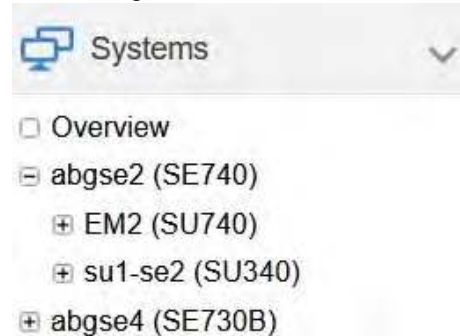 Systems
Overview
abgse2 (SE740)
EM2 (SU740)
su1-se2 (SU340)
abgse4 (SE730B)